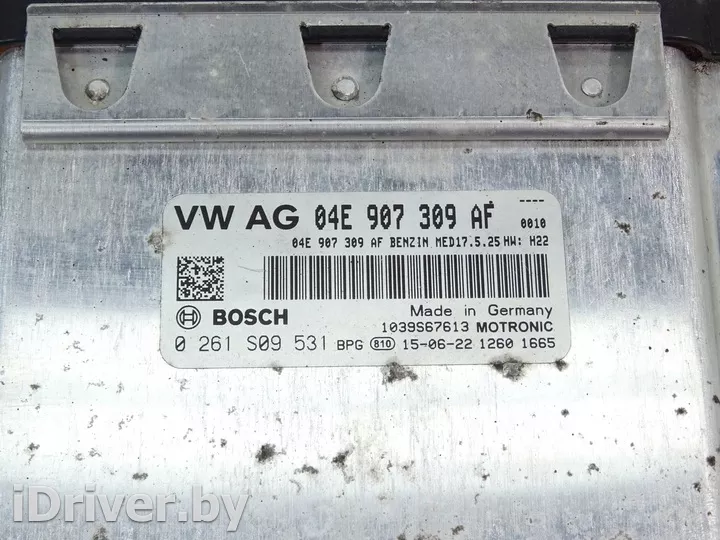 ----
VW AG 04E 907 309 AF 0010
04E 907 309 AF BENZIN MED17.5.25 HW: H22
Made in Germany
BOSCH 1039S67613 MOTRONIC
0 261 S09 531 BPG 810 15-06-22 1260 1665
iDriver.by